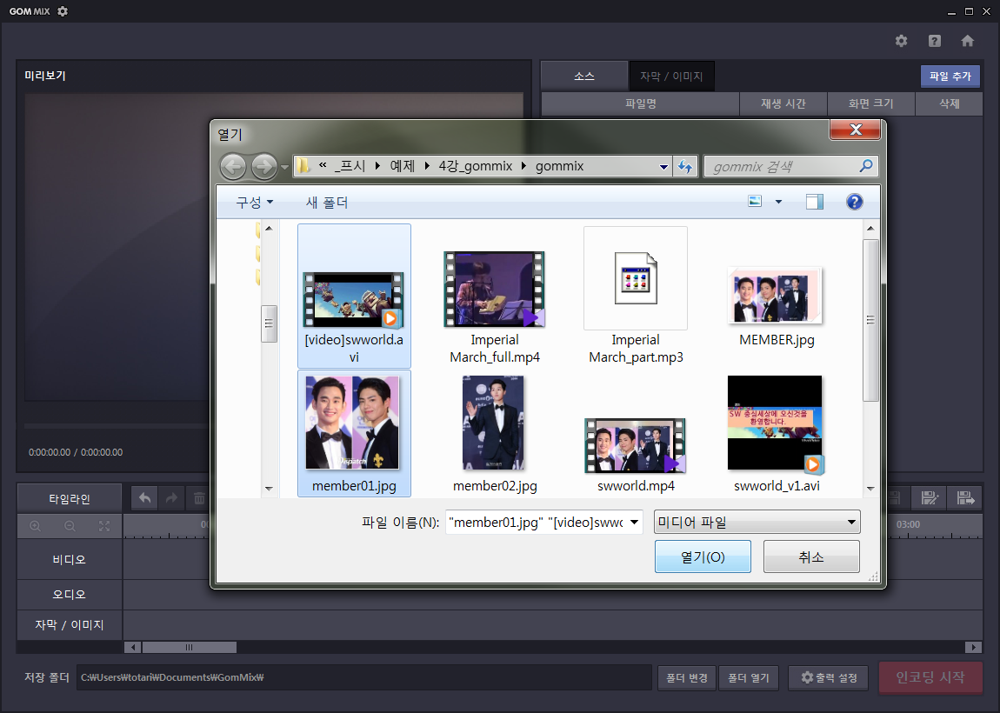 GOM MIX
미리보기
소스
자막 / 이미지
파일 추가
파일명
재생 시간
화면 크기
삭제
열기
« _프시 ▸ 예제 ▸ 4강_gommix ▸ gommix
gommix 검색
구성
새 폴더
[video]swworld.a
vi
Imperial
March_full.mp4
Imperial
March_part.mp3
MEMBER.jpg
SW 중심세상에 오신것을
환영합니다.
member01.jpg
member02.jpg
swworld.mp4
swworld_v1.avi
파일 이름(N):
"member01.jpg" "[video]swwc
미디어 파일
열기(O)
취소
0:00:00.00 / 0:00:00.00
타임라인
03:00
비디오
오디오
자막 / 이미지
저장 폴더
C:₩Users₩totari₩Documents₩GomMix₩
폴더 변경
폴더 열기
출력 설정
인코딩 시작